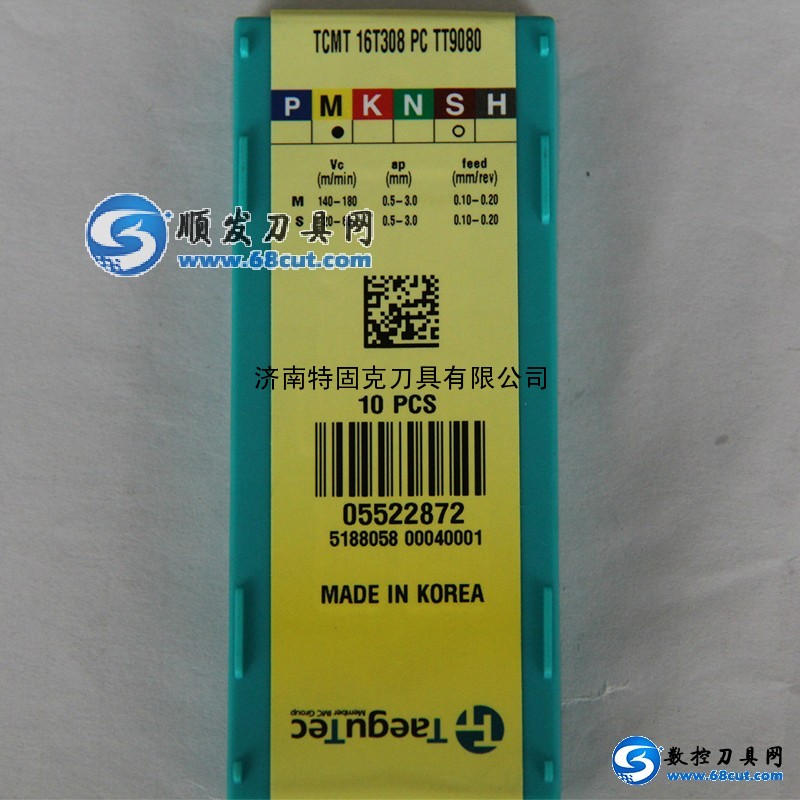 TCMT 16T308 PC TT9080
P M K N S H
Vc ap feed
(m/min) (mm) (mm/rev)
M 140-180 0.5-3.0 0.10-0.20
S 0.5-3.0 0.10-0.20
顺发刀具网
www.68cut.com
济南特固克刀具有限公司
10 PCS
05522872
5188058 00040001
MADE IN KOREA
TaeguTec
Member IMC Group
数控刀具网
www.68cut.com